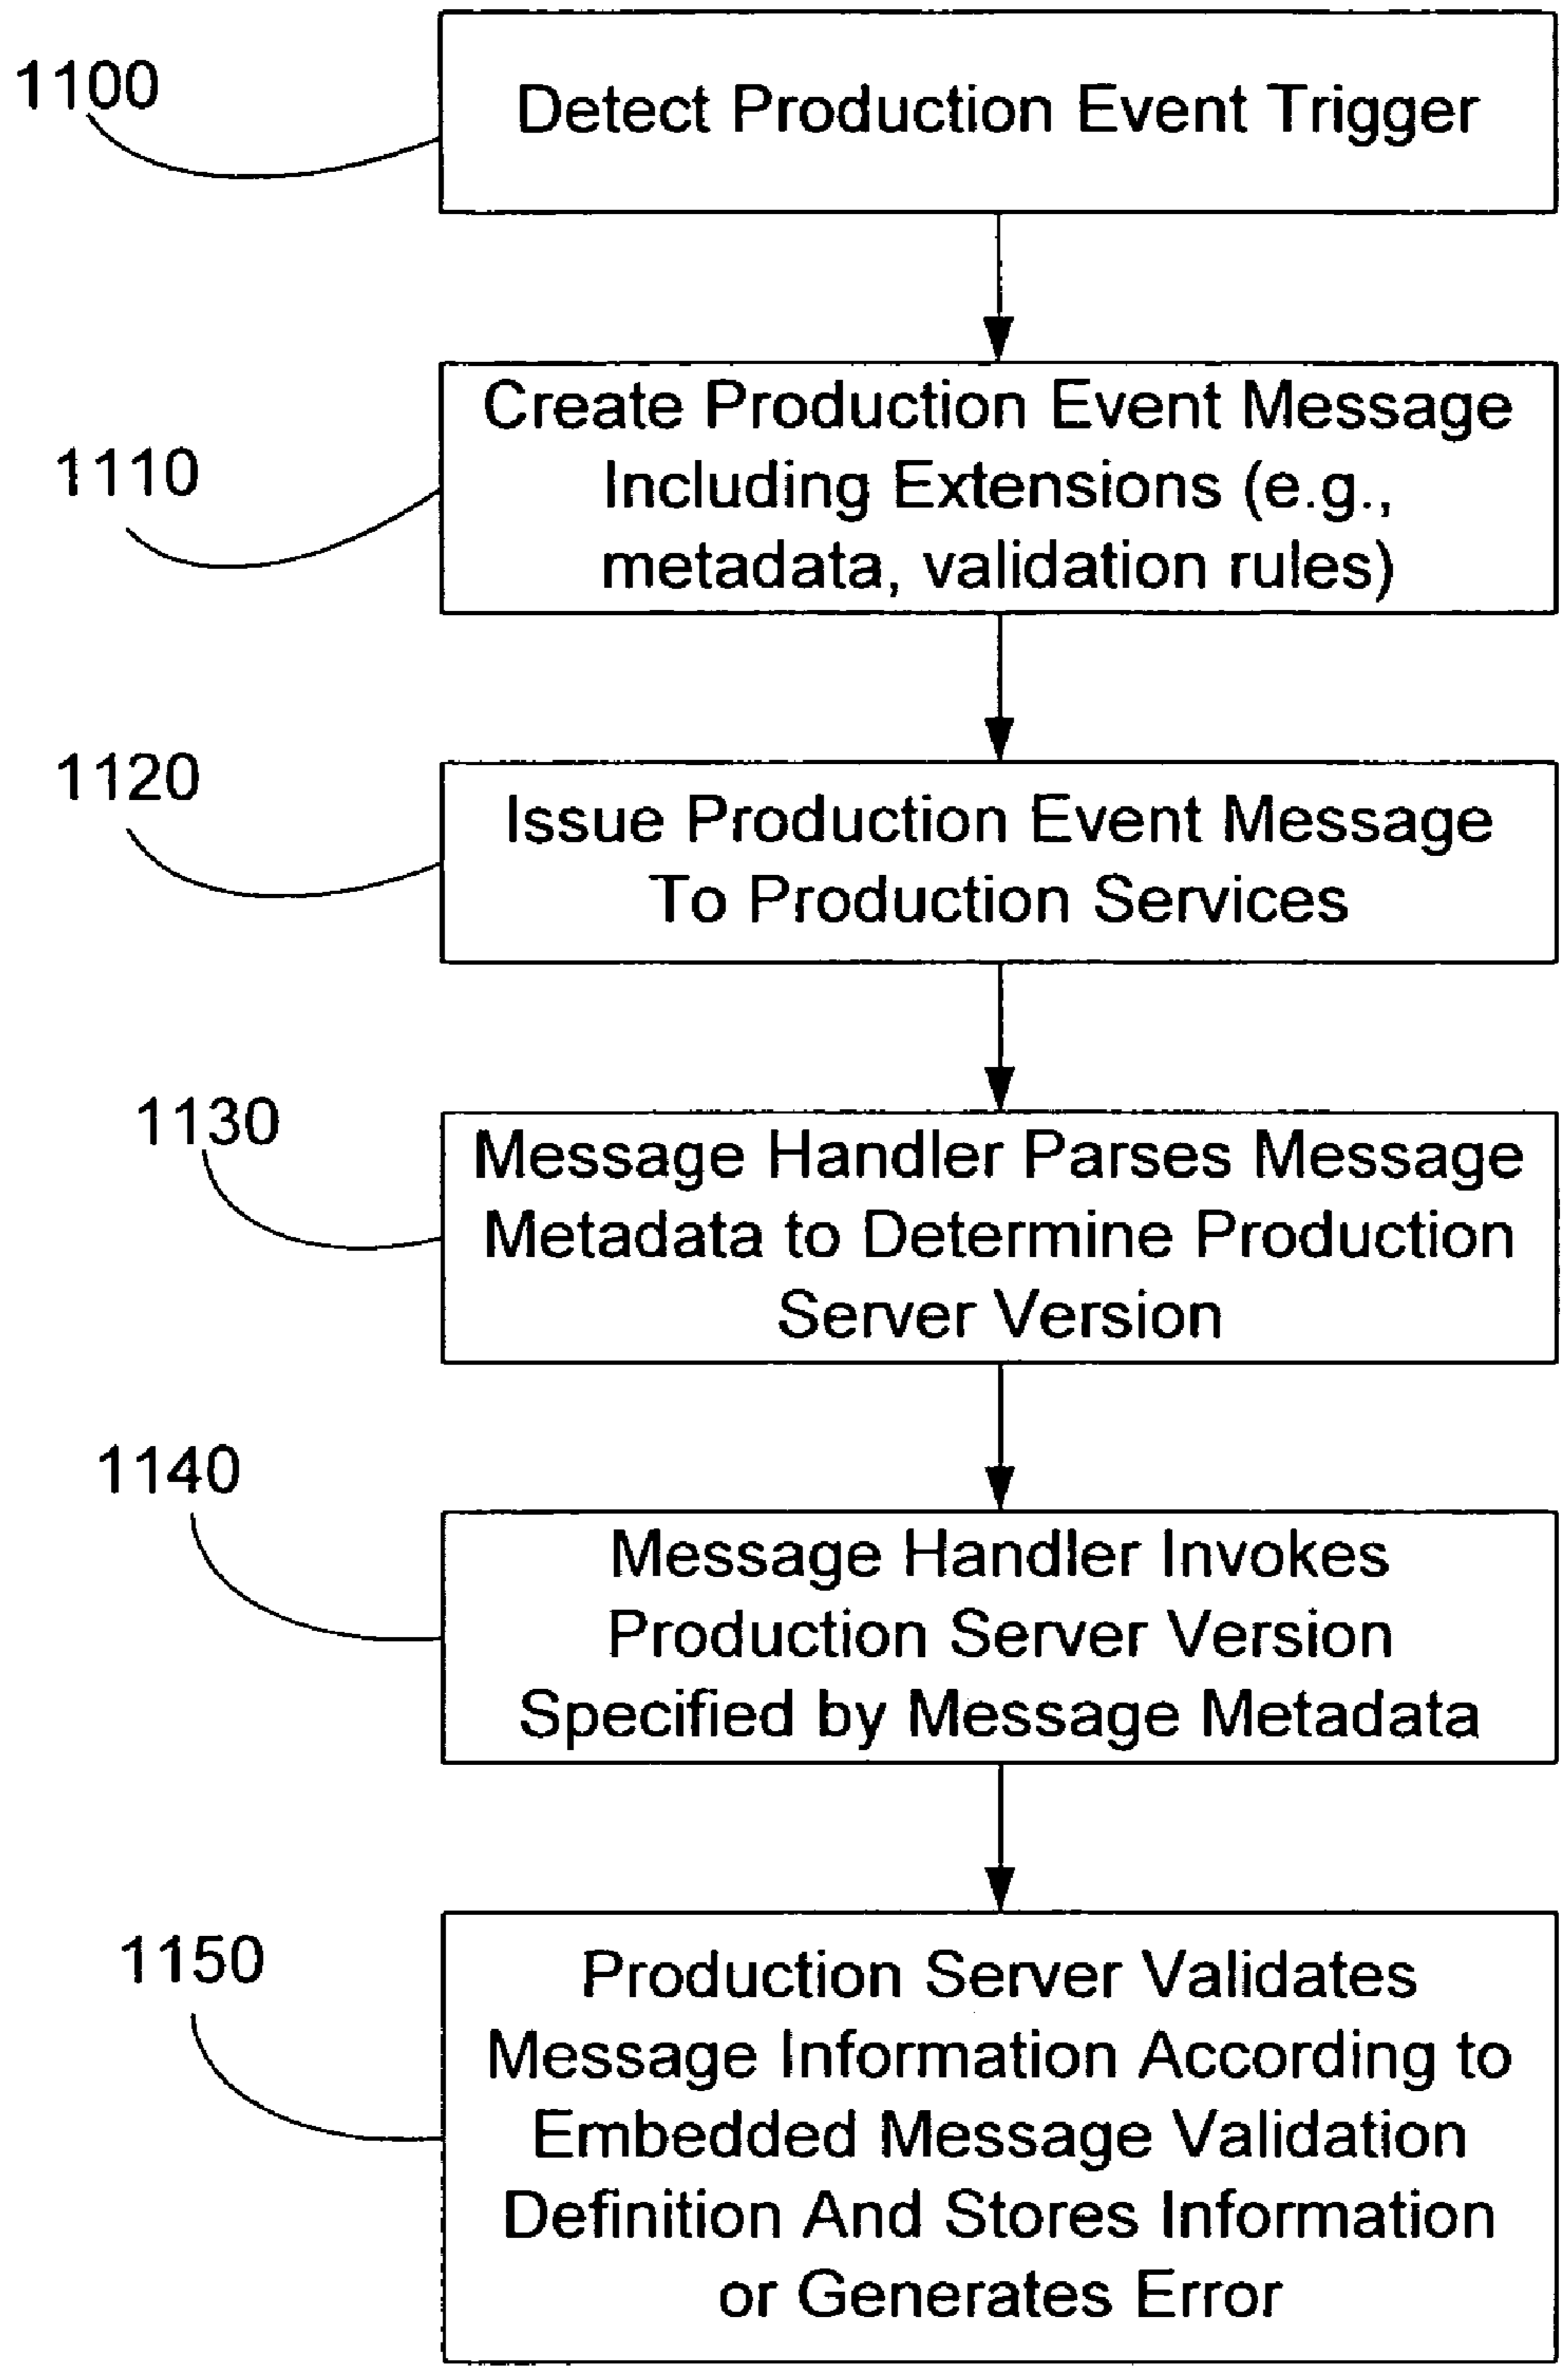 1100
Detect Production Event Trigger
1110
Create Production Event Message
Including Extensions (e.g.,
metadata, validation rules)
1120
Issue Production Event Message
To Production Services
1130
Message Handler Parses Message
Metadata to Determine Production
Server Version
1140
Message Handler Invokes
Production Server Version
Specified by Message Metadata
1150
Production Server Validates
Message Information According to
Embedded Message Validation
Definition And Stores Information
or Generates Error